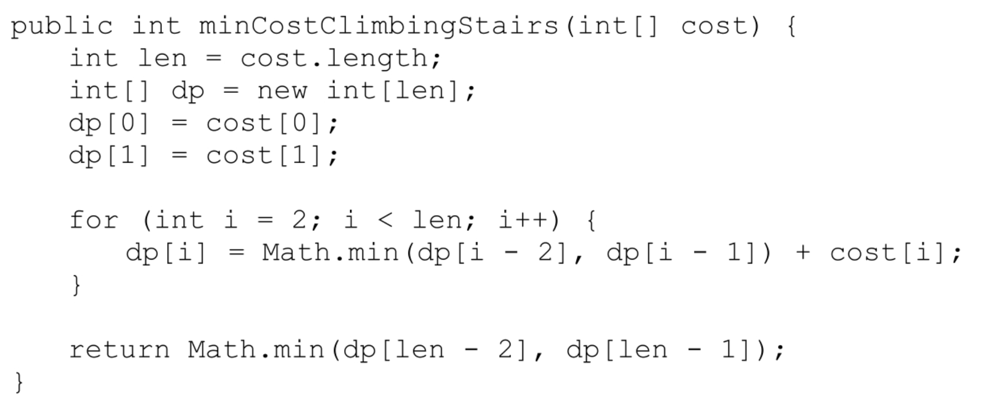 public int minCostClimbingStairs(int[] cost) {
    int len = cost.length;
    int[] dp = new int[len];
    dp[0] = cost[0];
    dp[1] = cost[1];

    for (int i = 2; i < len; i++) {
        dp[i] = Math.min(dp[i - 2], dp[i - 1]) + cost[i];
    }

    return Math.min(dp[len - 2], dp[len - 1]);
}